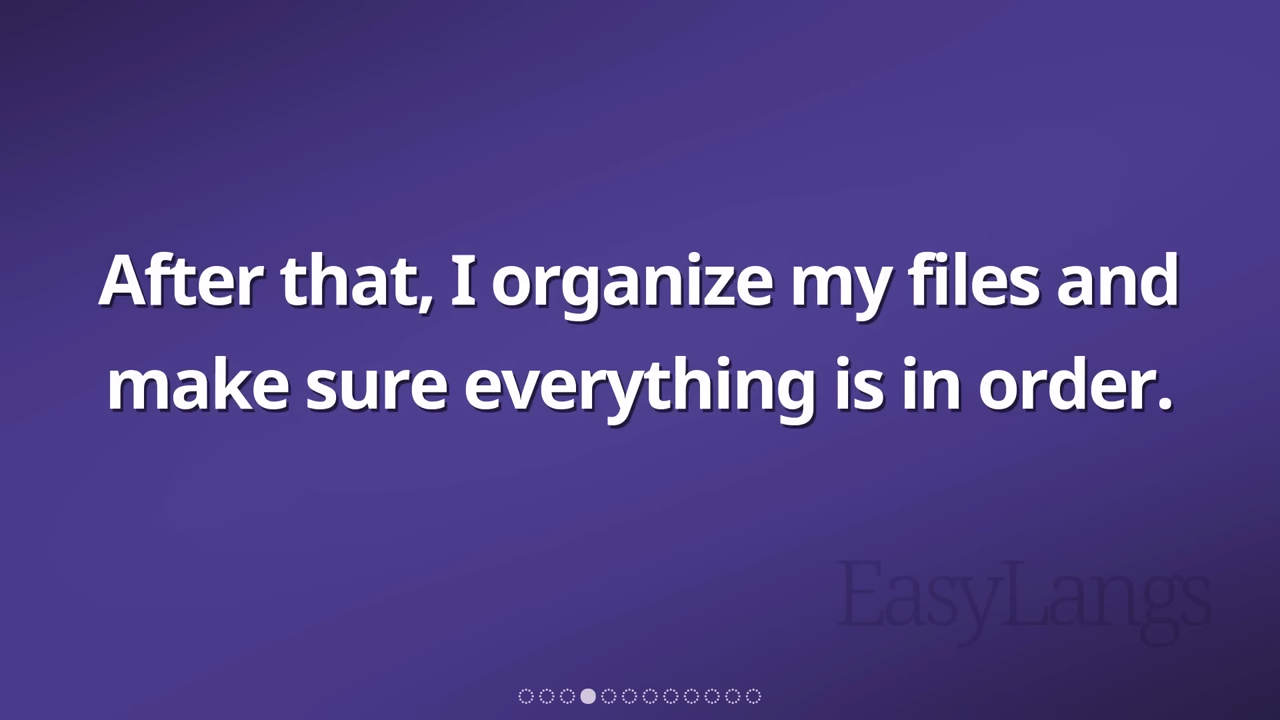 After that, I organize my files and
make sure everything is in order.
EasyLangs